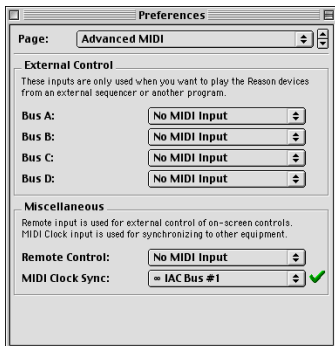 Preferences
Page: Advanced MIDI
External Control
These inputs are only used when you want to play the Reason devices
from an external sequencer or another program.
Bus A: No MIDI Input
Bus B: No MIDI Input
Bus C: No MIDI Input
Bus D: No MIDI Input
Miscellaneous
Remote input is used for external control of on-screen controls.
MIDI Clock input is used for synchronizing to other equipment.
Remote Control: No MIDI Input
MIDI Clock Sync: ∞ IAC Bus #1